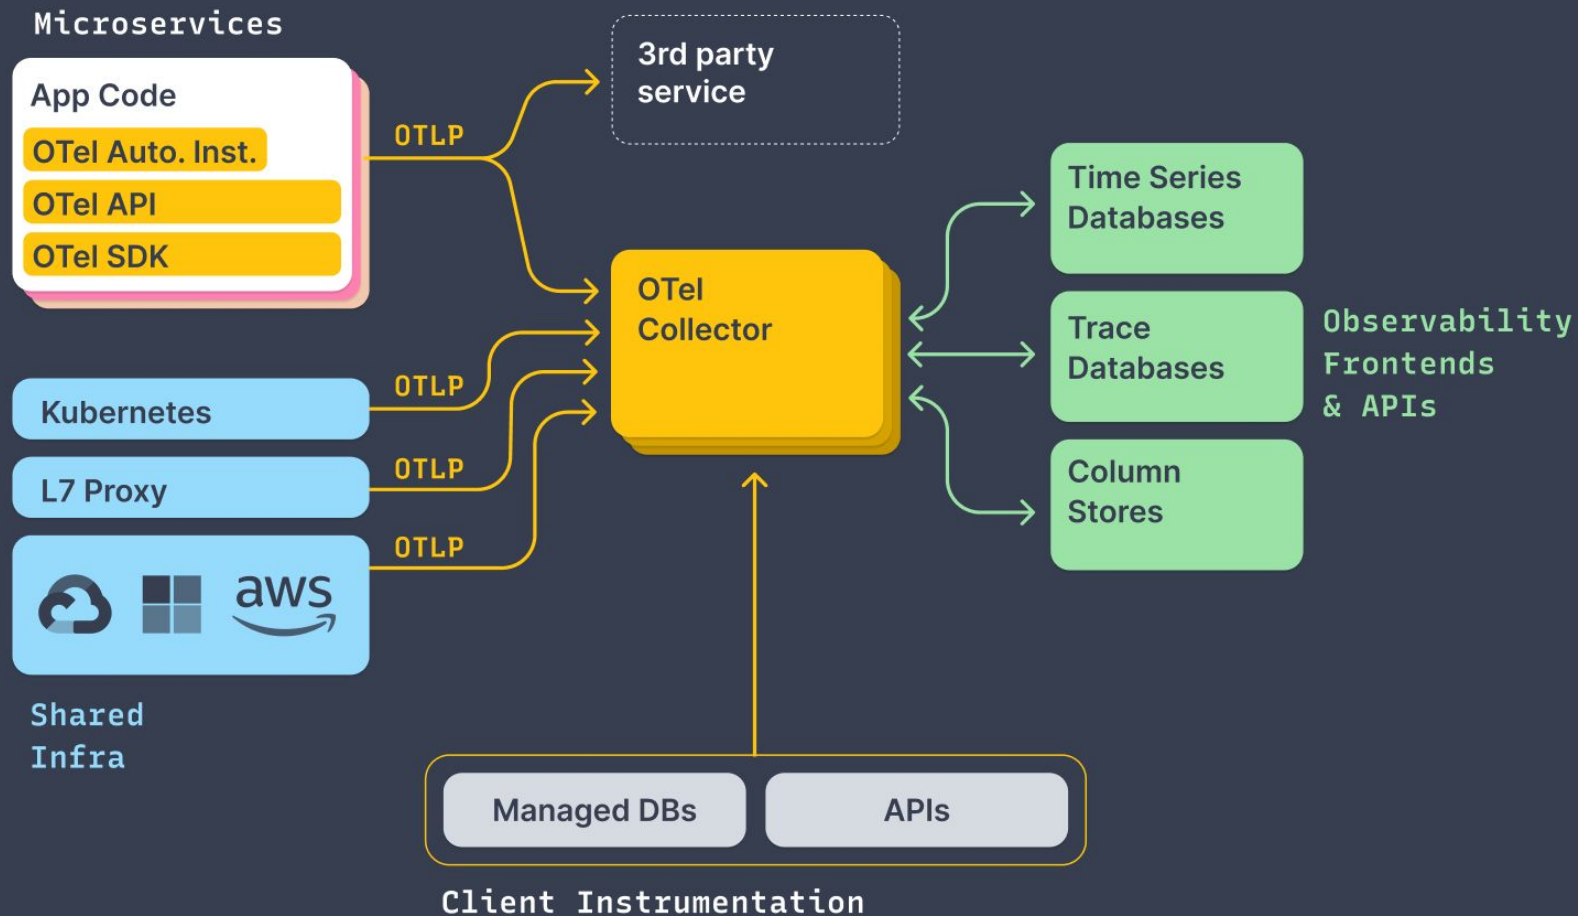 Microservices
App Code
OTel Auto. Inst.
OTel API
OTel SDK
OTLP
3rd party
service
Kubernetes
OTLP
L7 Proxy
OTLP
OTLP
aws
Shared
Infra
OTel
Collector
Time Series
Databases
Trace
Databases
Column
Stores
Observability
Frontends
& APIs
Managed DBs
APIs
Client Instrumentation